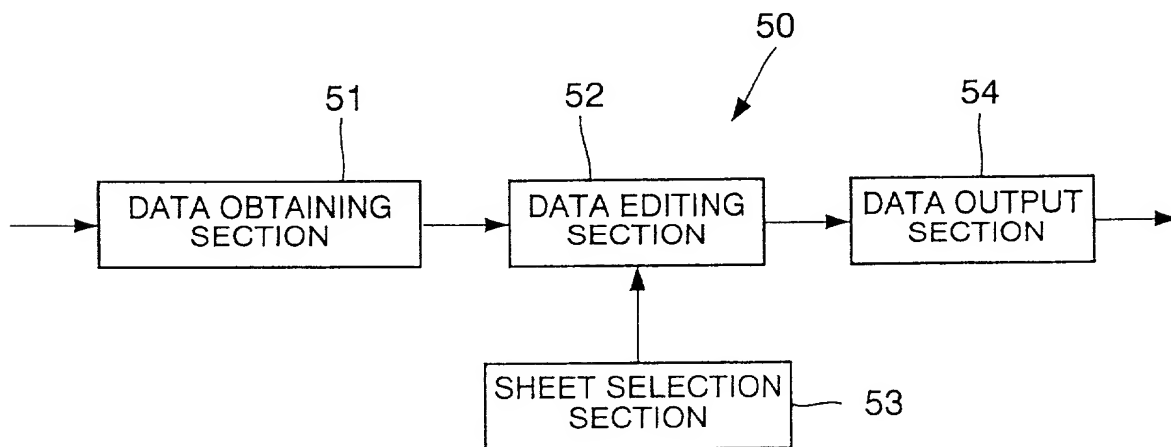 50
51
52
54
DATA OBTAINING
SECTION
DATA EDITING
SECTION
DATA OUTPUT
SECTION
SHEET SELECTION
SECTION
53